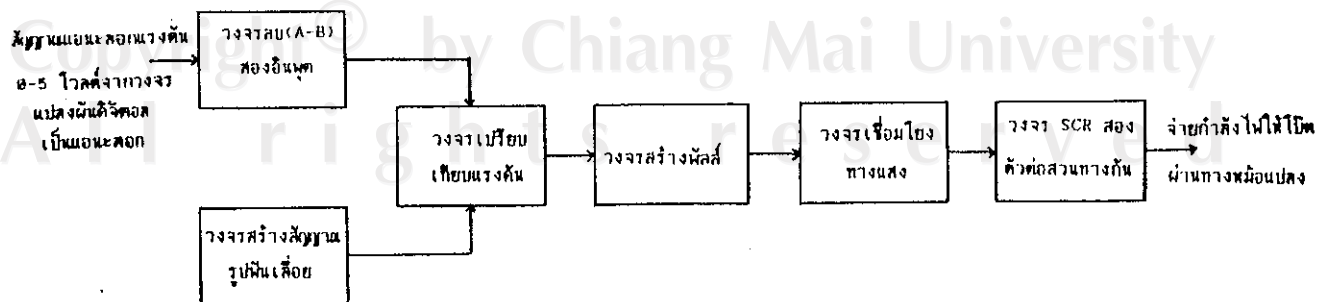 Copyright© by Chiang Mai University
All rights reserved
สัญญาณแอนะลอกแรงดัน
0-5 โวลต์จากวงจร
แปลงผันดิจิตอล
เป็นแอนะลอก
วงจรลบ(A-B)
สองอินพุต
วงจรสร้างสัญญาณ
รูปฟันเลื่อย
วงจรเปรียบ
เทียบแรงดัน
วงจรสร้างพัลส์
วงจรเชื่อมโยง
ทางแสง
วงจร SCR สอง
ตัวต่อสวนทางกัน
จ่ายกำลังไฟให้โบ๊ต
ผ่านทางหม้อแปลง